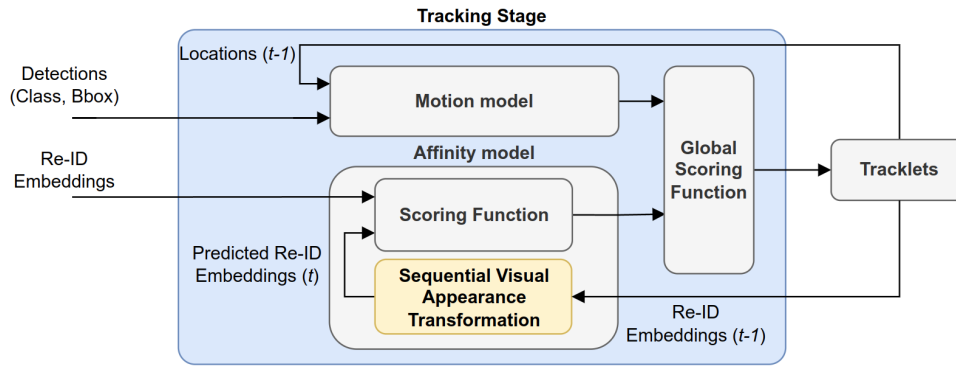 Tracking Stage
Locations (t-1)
Detections
(Class, Bbox)
Motion model
Re-ID
Embeddings
Affinity model
Global
Scoring
Function
Tracklets
Scoring Function
Predicted Re-ID
Embeddings (t)
Sequential Visual
Appearance
Transformation
Re-ID
Embeddings (t-1)